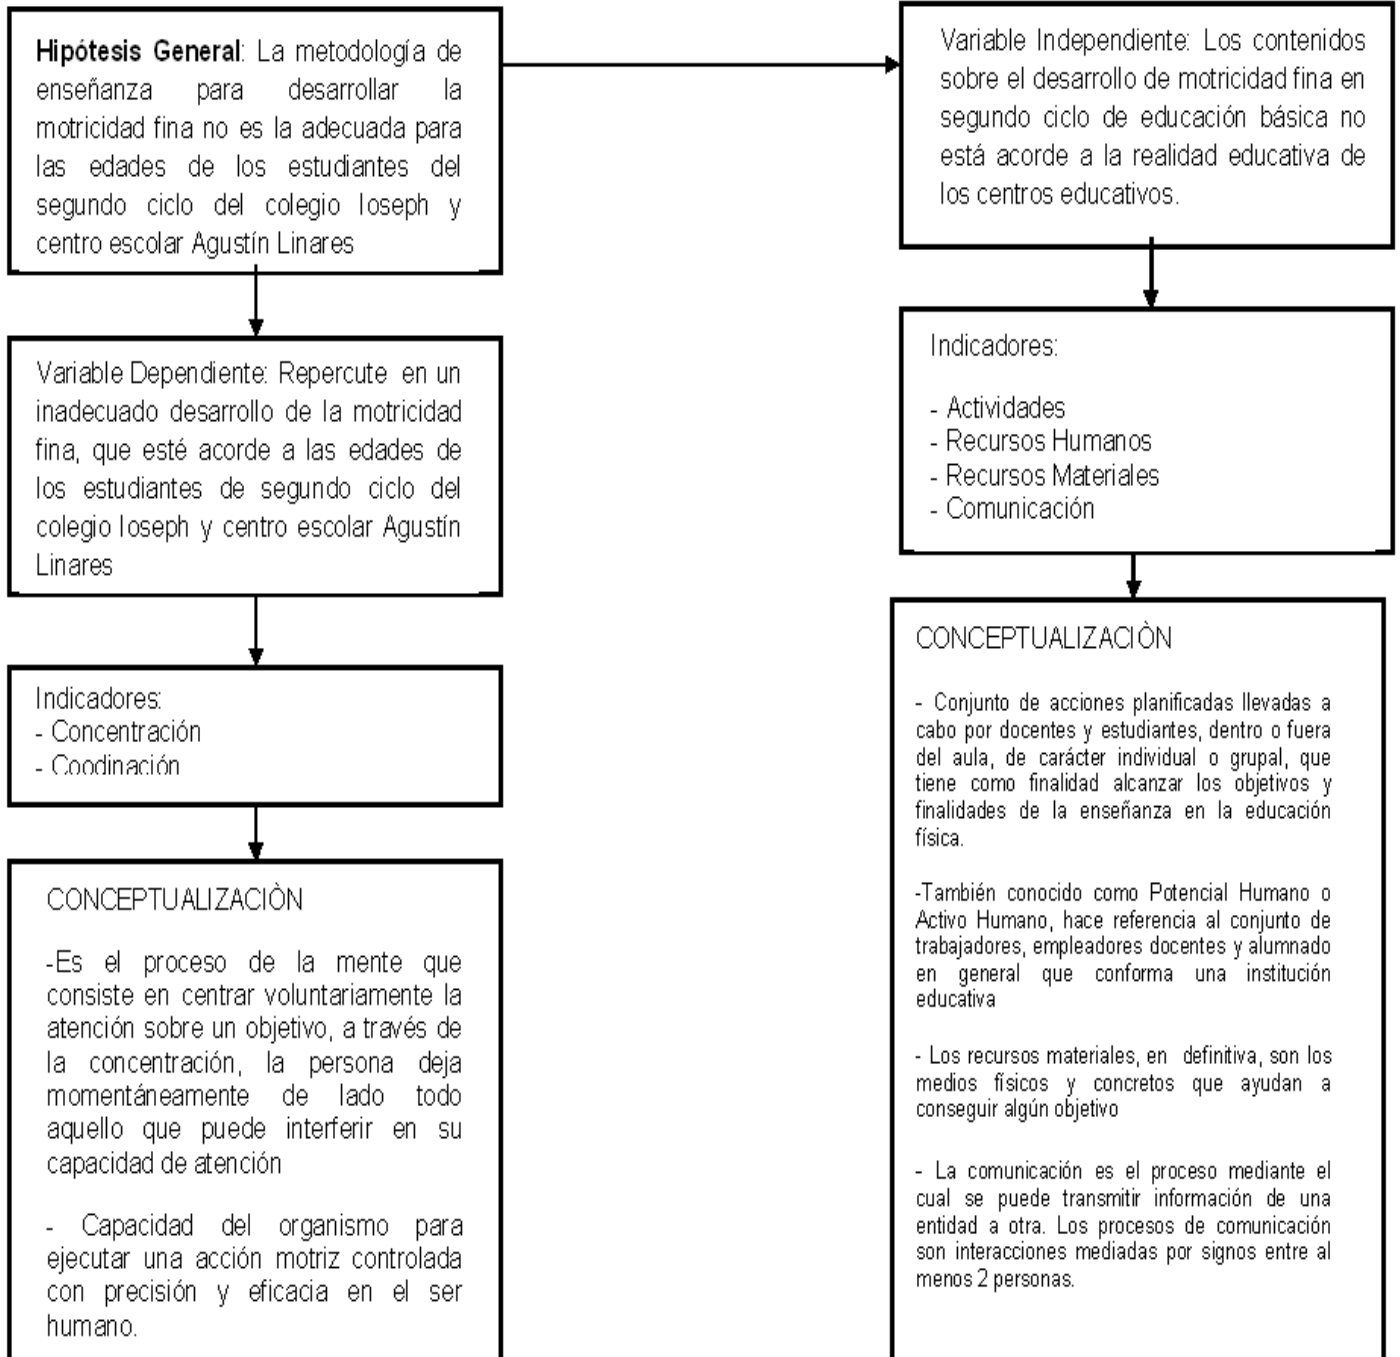 Hipótesis General: La metodología de
enseñanza para desarrollar la
motricidad fina no es la adecuada para
las edades de los estudiantes del
segundo ciclo del colegio Ioseph y
centro escolar Agustín Linares
Variable Dependiente: Repercute en un
inadecuado desarrollo de la motricidad
fina, que esté acorde a las edades de
los estudiantes de segundo ciclo del
colegio Ioseph y centro escolar Agustín
Linares
Indicadores:
- Concentración
- Coodinación
CONCEPTUALIZACIÒN
-Es el proceso de la mente que
consiste en centrar voluntariamente la
atención sobre un objetivo, a través de
la concentración, la persona deja
momentáneamente de lado todo
aquello que puede interferir en su
capacidad de atención
- Capacidad del organismo para
ejecutar una acción motriz controlada
con precisión y eficacia en el ser
humano.
Variable Independiente: Los contenidos
sobre el desarrollo de motricidad fina en
segundo ciclo de educación básica no
está acorde a la realidad educativa de
los centros educativos.
Indicadores:
- Actividades
- Recursos Humanos
- Recursos Materiales
- Comunicación
CONCEPTUALIZACIÒN
- Conjunto de acciones planificadas llevadas a
cabo por docentes y estudiantes, dentro o fuera
del aula, de carácter individual o grupal, que
tiene como finalidad alcanzar los objetivos y
finalidades de la enseñanza en la educación
física.
-También conocido como Potencial Humano o
Activo Humano, hace referencia al conjunto de
trabajadores, empleadores docentes y alumnado
en general que conforma una institución
educativa
- Los recursos materiales, en definitiva, son los
medios físicos y concretos que ayudan a
conseguir algún objetivo
- La comunicación es el proceso mediante el
cual se puede transmitir información de una
entidad a otra. Los procesos de comunicación
son interacciones mediadas por signos entre al
menos 2 personas.